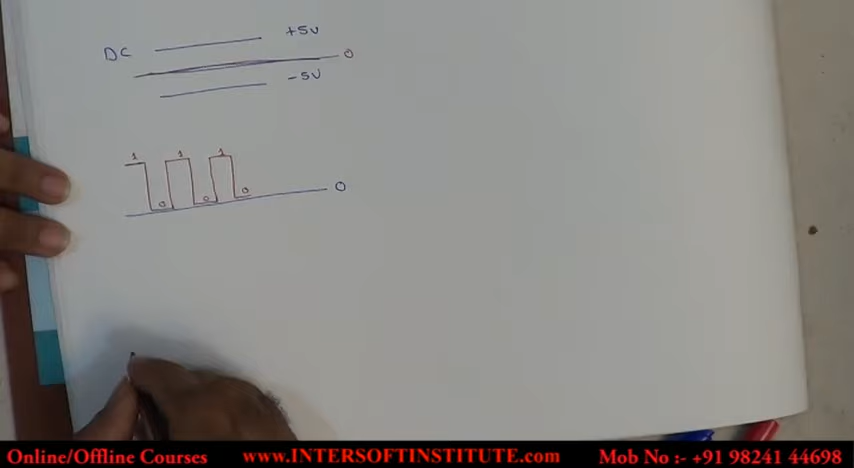 DC +5V
0
-5V
1 1 1
0 0 0
0
Online/Offline Courses www.INTERSOFTINSTITUTE.com Mob No :- +91 98241 44698